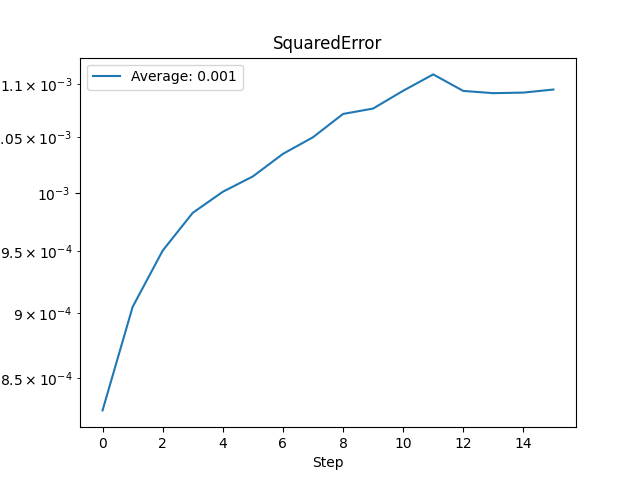 SquaredError
Average: 0.001
1.1 × 10⁻³
.05 × 10⁻³
10⁻³
9.5 × 10⁻⁴
9 × 10⁻⁴
8.5 × 10⁻⁴
0 2 4 6 8 10 12 14
Step